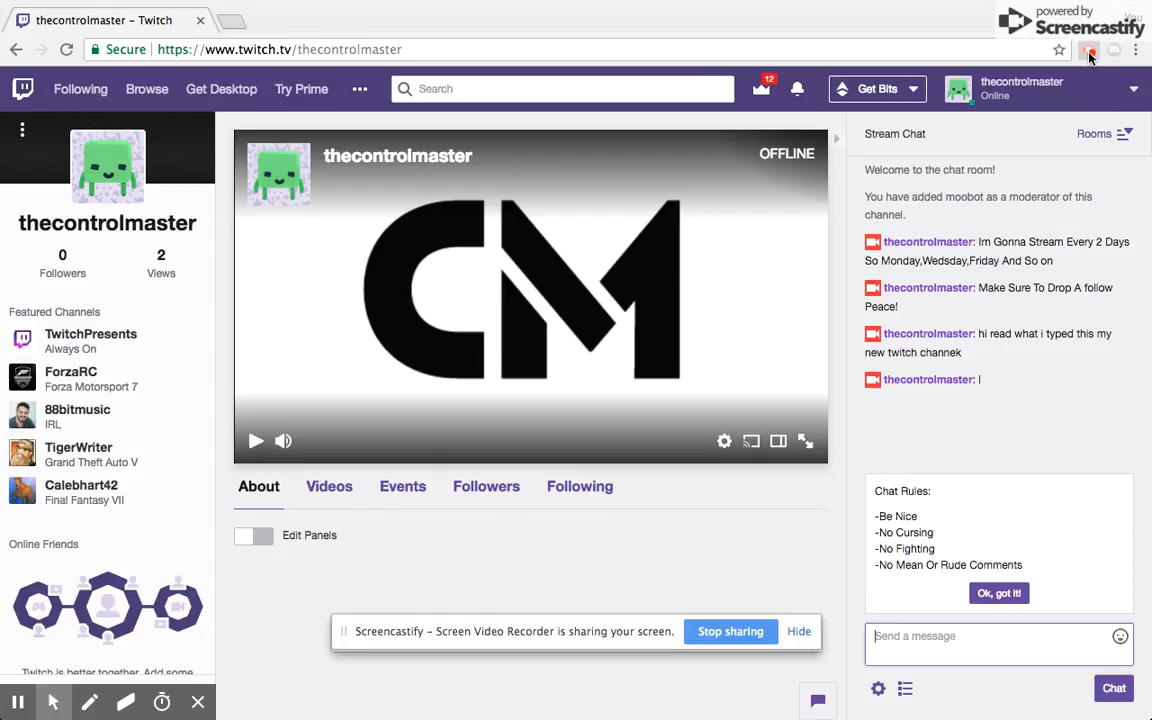 thecontrolmaster – Twitch
powered by
Screencastify
You
Secure
https://www.twitch.tv/thecontrolmaster
Following
Browse
Get Desktop
Try Prime
Search
12
Get Bits
thecontrolmaster
Online
thecontrolmaster
0
2
Followers
Views
Featured Channels
TwitchPresents
Always On
ForzaRC
Forza Motorsport 7
88bitmusic
IRL
TigerWriter
Grand Theft Auto V
Calebhart42
Final Fantasy VII
Online Friends
Twitch is better together. Add some
thecontrolmaster
OFFLINE
CM
About
Videos
Events
Followers
Following
Edit Panels
Screencastify – Screen Video Recorder is sharing your screen.
Stop sharing
Hide
Stream Chat
Rooms
Welcome to the chat room!
You have added moobot as a moderator of this
channel.
thecontrolmaster: Im Gonna Stream Every 2 Days
So Monday,Wedsday,Friday And So on
thecontrolmaster: Make Sure To Drop A follow
Peace!
thecontrolmaster: hi read what i typed this my
new twitch channek
thecontrolmaster: I
Chat Rules:
-Be Nice
-No Cursing
-No Fighting
-No Mean Or Rude Comments
Ok, got it!
Send a message
Chat